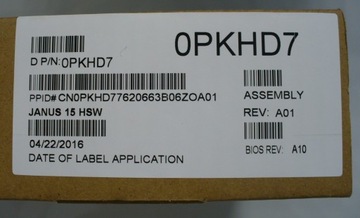 0PKHD7
D P/N: 0PKHD7
PPID# CN0PKHD77620663B06ZOA01
ASSEMBLY
JANUS 15 HSW
REV: A01
04/22/2016
BIOS REV: A10
DATE OF LABEL APPLICATION